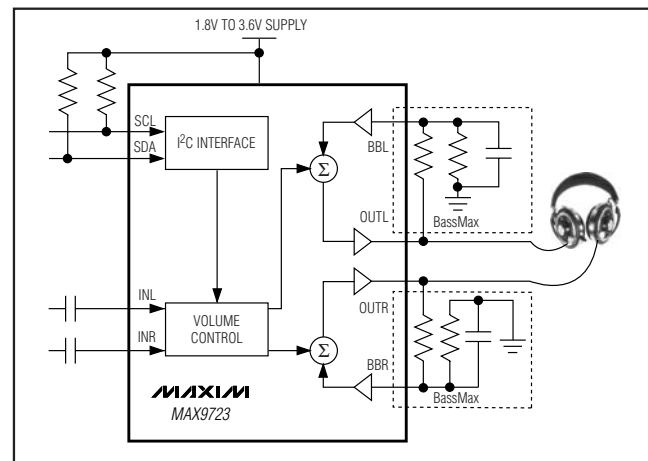 1.8V TO 3.6V SUPPLY
SCL
SDA
I²C INTERFACE
BBL
Σ
OUTL
BassMax
INL
INR
VOLUME
CONTROL
OUTR
Σ
BBR
BassMax
MAXIM
MAX9723